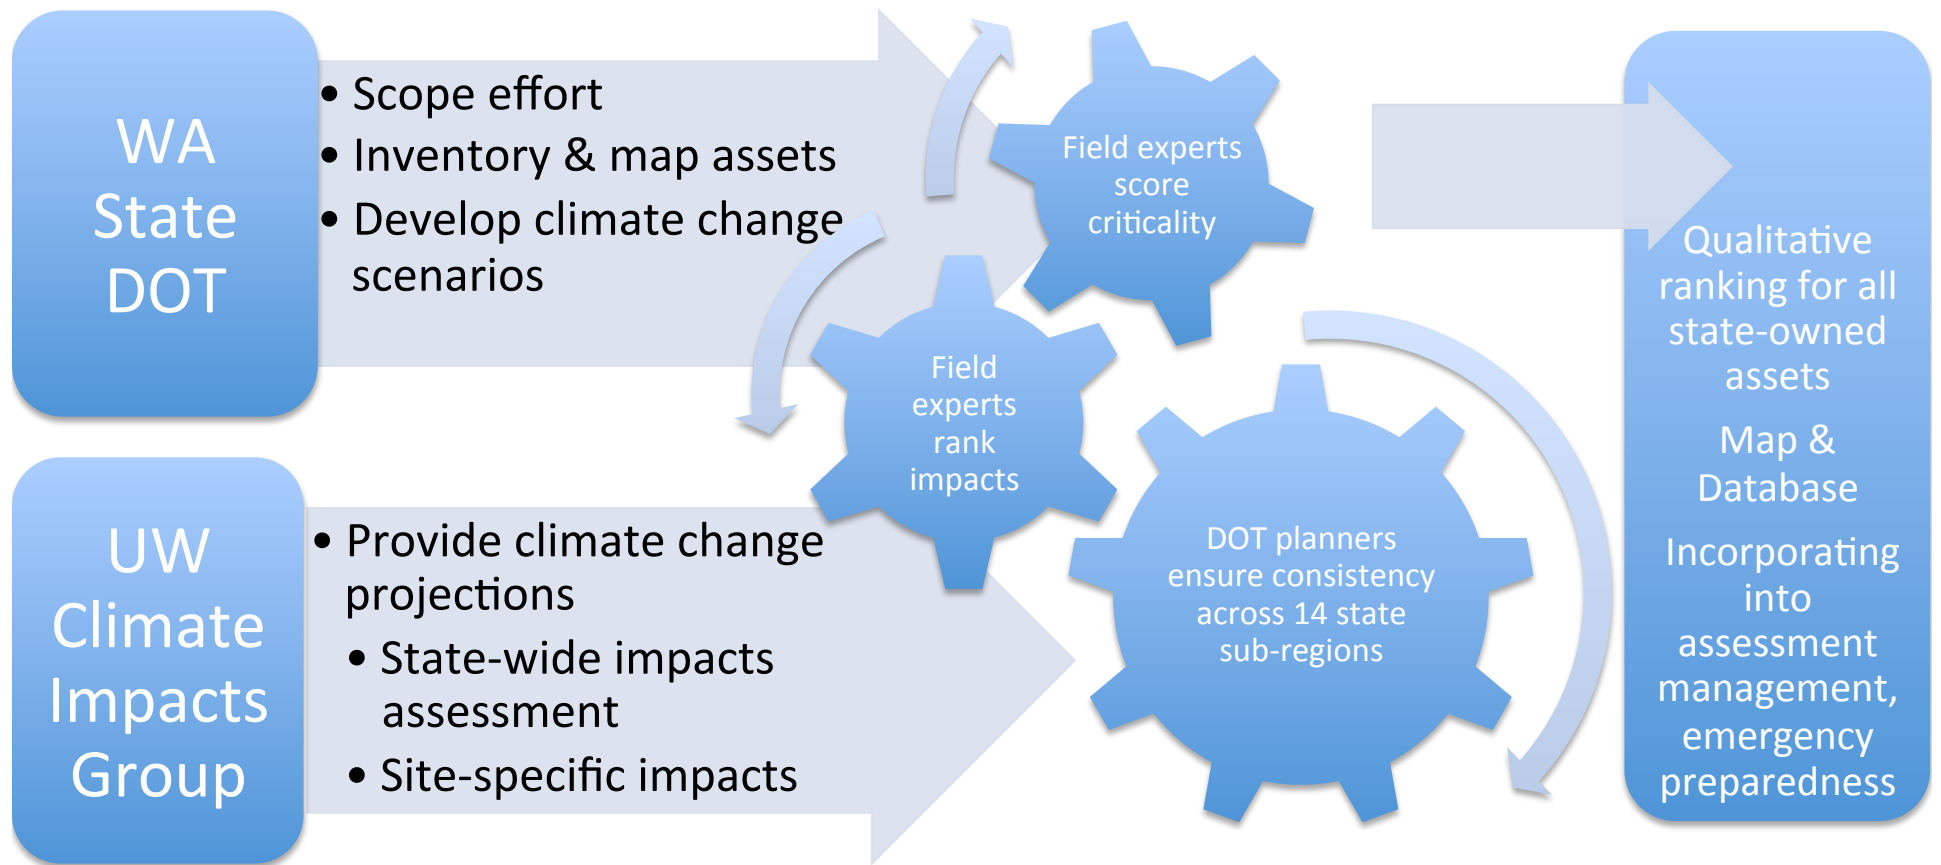 WA
State
DOT
• Scope effort
• Inventory & map assets
• Develop climate change
scenarios
UW
Climate
Impacts
Group
• Provide climate change
projections
• State-wide impacts
assessment
• Site-specific impacts
Field experts
score
criticality
Field
experts
rank
impacts
DOT planners
ensure consistency
across 14 state
sub-regions
Qualitative
ranking for all
state-owned
assets
Map &
Database
Incorporating
into
assessment
management,
emergency
preparedness